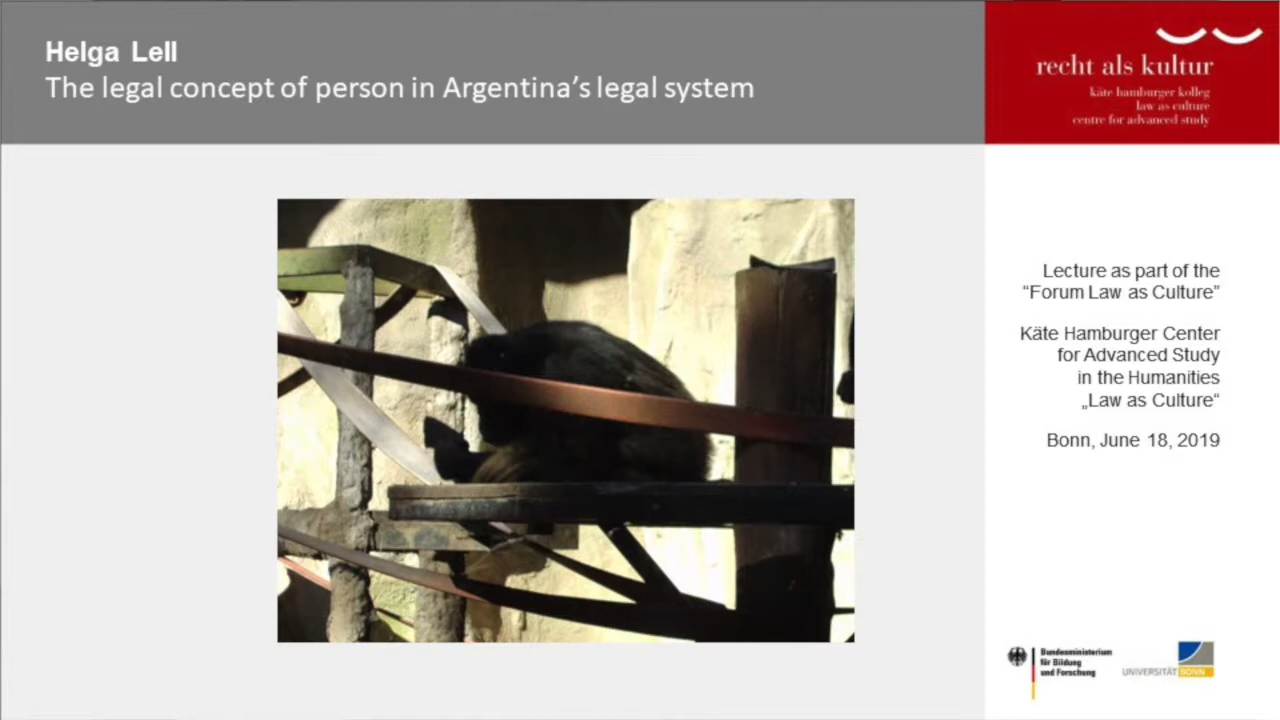 Helga Lell
The legal concept of person in Argentina's legal system
recht als kultur
käte hamburger kolleg
law as culture
centre for advanced study
Lecture as part of the
“Forum Law as Culture”
Käte Hamburger Center
for Advanced Study
in the Humanities
„Law as Culture“
Bonn, June 18, 2019
Bundesministerium
für Bildung
und Forschung
UNIVERSITÄT BONN